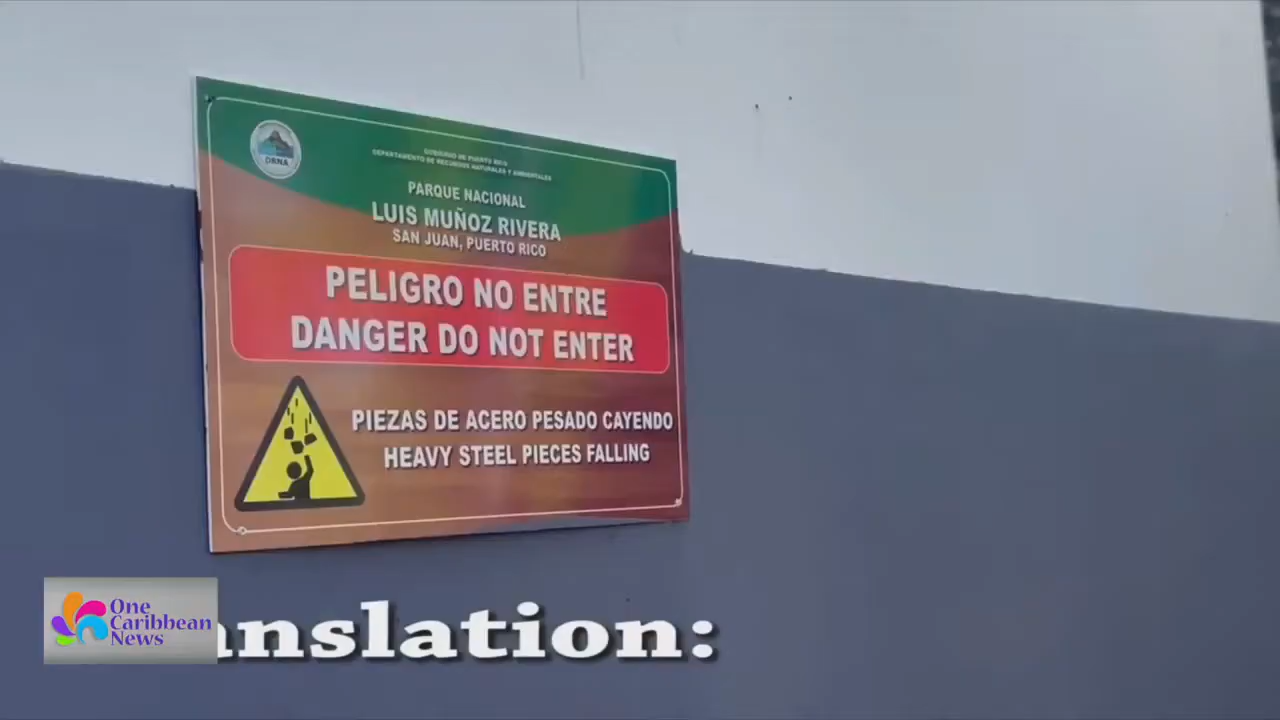 GOBIERNO DE PUERTO RICO
DEPARTAMENTO DE RECURSOS NATURALES Y AMBIENTALES
DRNA
PARQUE NACIONAL
LUIS MUÑOZ RIVERA
SAN JUAN, PUERTO RICO
PELIGRO NO ENTRE
DANGER DO NOT ENTER
PIEZAS DE ACERO PESADO CAYENDO
HEAVY STEEL PIECES FALLING
One
Caribbean
News
anslation: